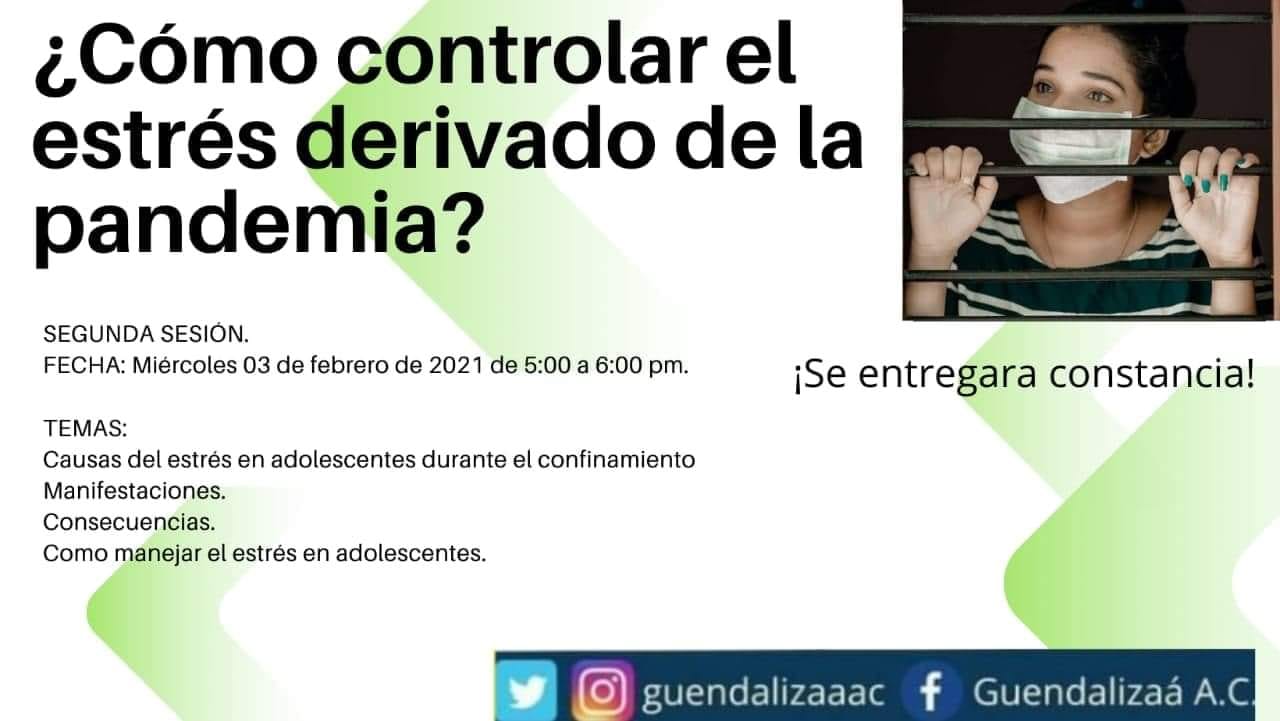 ¿Cómo controlar el
estrés derivado de la
pandemia?
SEGUNDA SESIÓN.
FECHA: Miércoles 03 de febrero de 2021 de 5:00 a 6:00 pm.
¡Se entregara constancia!
TEMAS:
Causas del estrés en adolescentes durante el confinamiento
Manifestaciones.
Consecuencias.
Como manejar el estrés en adolescentes.
guendalizaaac
Guendalizaá A.C.